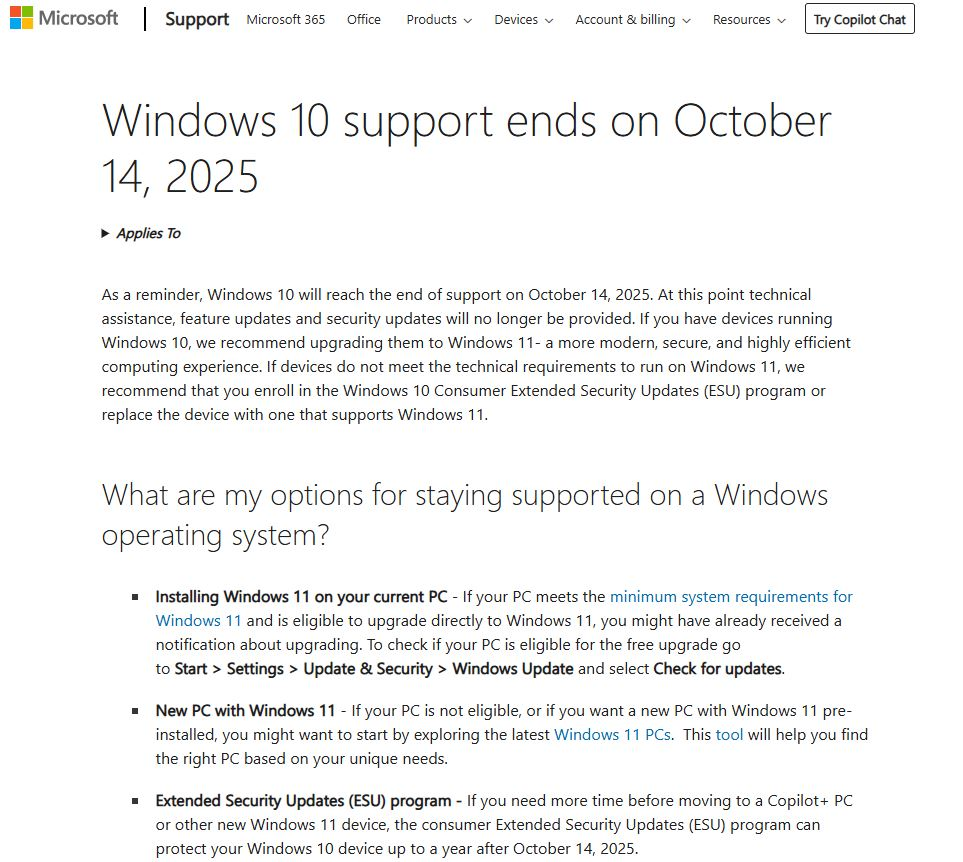 Microsoft | Support Microsoft 365 Office Products Devices Account & billing Resources Try Copilot Chat
Windows 10 support ends on October
14, 2025
Applies To
As a reminder, Windows 10 will reach the end of support on October 14, 2025. At this point technical
assistance, feature updates and security updates will no longer be provided. If you have devices running
Windows 10, we recommend upgrading them to Windows 11- a more modern, secure, and highly efficient
computing experience. If devices do not meet the technical requirements to run on Windows 11, we
recommend that you enroll in the Windows 10 Consumer Extended Security Updates (ESU) program or
replace the device with one that supports Windows 11.
What are my options for staying supported on a Windows
operating system?
▪ Installing Windows 11 on your current PC - If your PC meets the minimum system requirements for
Windows 11 and is eligible to upgrade directly to Windows 11, you might have already received a
notification about upgrading. To check if your PC is eligible for the free upgrade go
to Start > Settings > Update & Security > Windows Update and select Check for updates.
▪ New PC with Windows 11 - If your PC is not eligible, or if you want a new PC with Windows 11 pre-
installed, you might want to start by exploring the latest Windows 11 PCs. This tool will help you find
the right PC based on your unique needs.
▪ Extended Security Updates (ESU) program - If you need more time before moving to a Copilot+ PC
or other new Windows 11 device, the consumer Extended Security Updates (ESU) program can
protect your Windows 10 device up to a year after October 14, 2025.